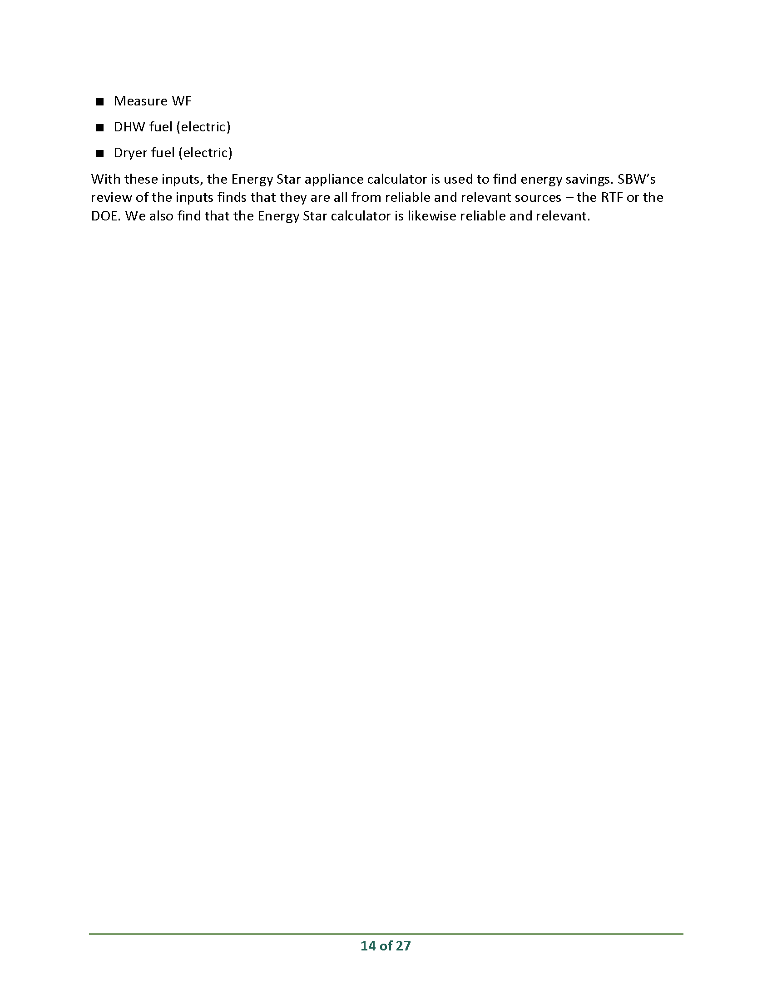 ■ Measure WF
■ DHW fuel (electric)
■ Dryer fuel (electric)
With these inputs, the Energy Star appliance calculator is used to find energy savings. SBW’s
review of the inputs finds that they are all from reliable and relevant sources – the RTF or the
DOE. We also find that the Energy Star calculator is likewise reliable and relevant.
14 of 27